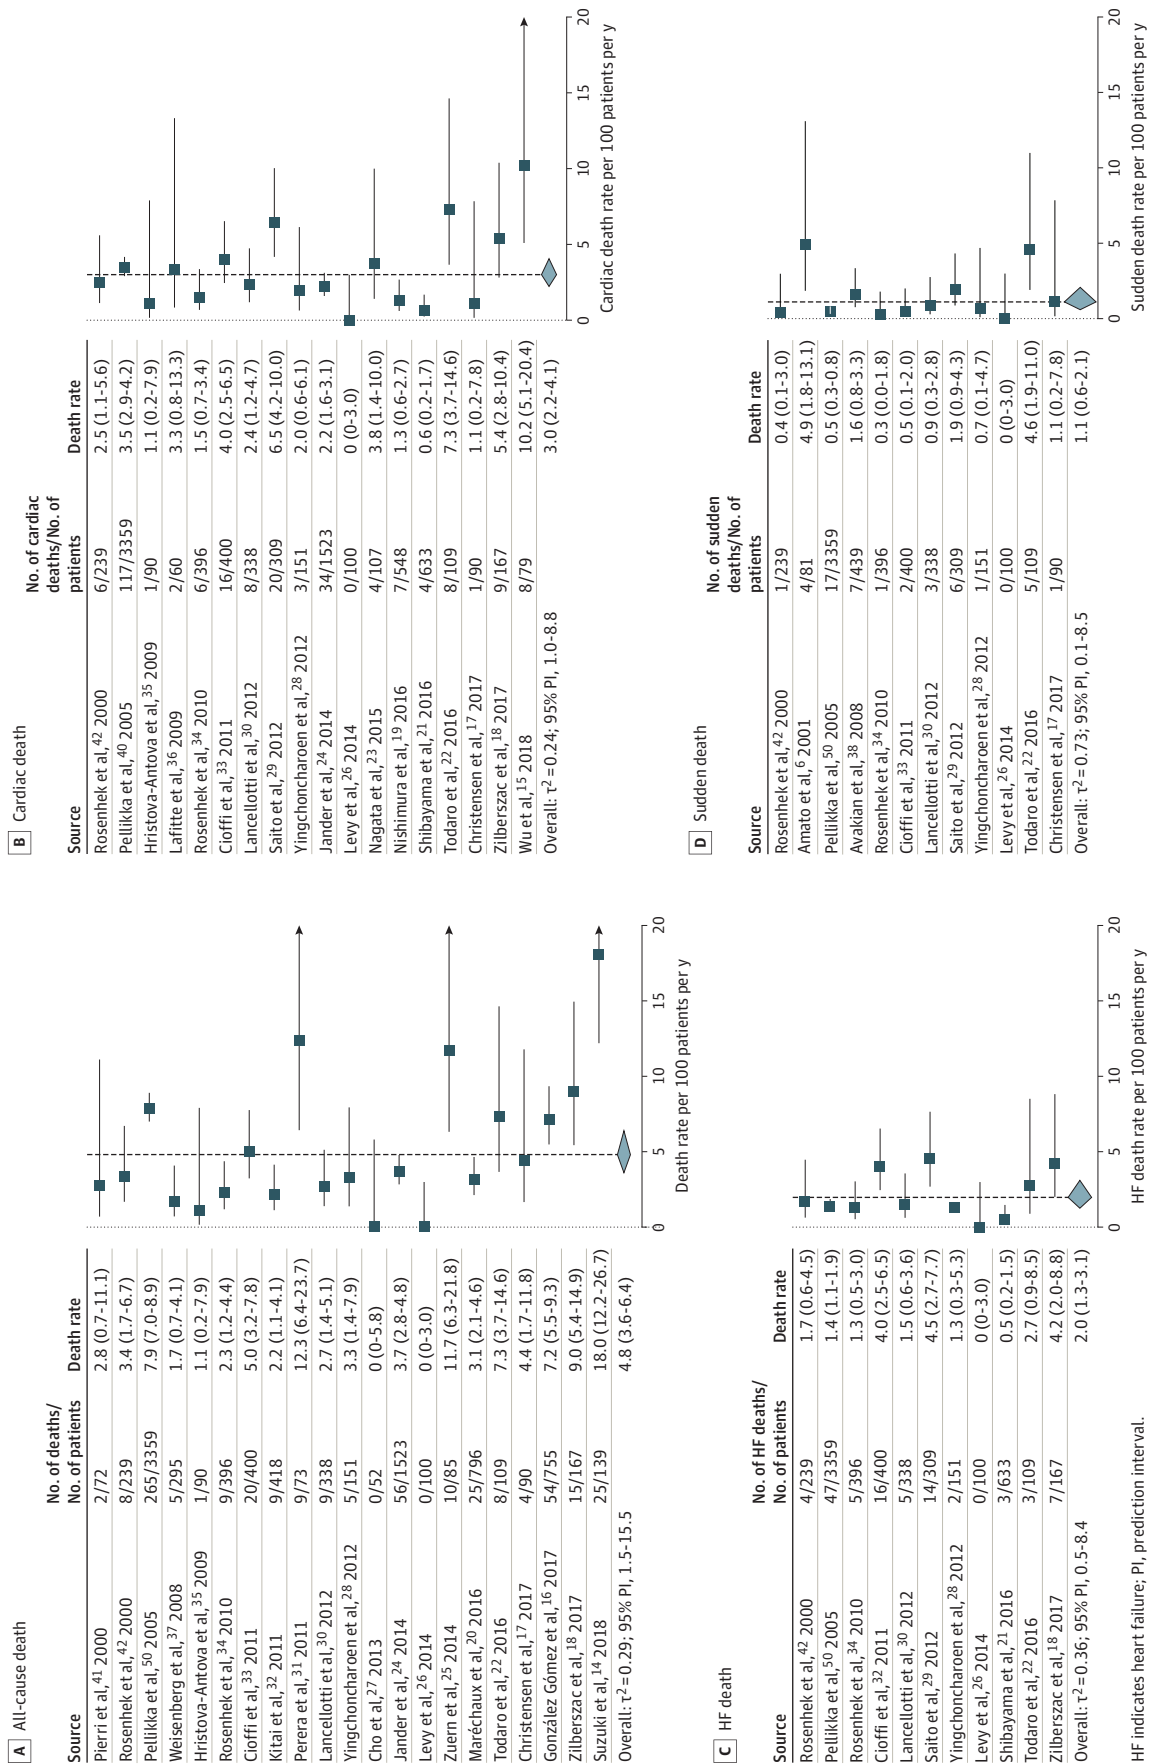 A All-cause death
Source No. of deaths/ No. of patients Death rate
Pierri et al,41 2000 2/72 2.8 (0.7-11.1)
Rosenhek et al,42 2000 8/239 3.4 (1.7-6.7)
Pellikka et al,50 2005 265/3359 7.9 (7.0-8.9)
Weisenberg et al,37 2008 5/295 1.7 (0.7-4.1)
Hristova-Antova et al,35 2009 1/90 1.1 (0.2-7.9)
Rosenhek et al,34 2010 9/396 2.3 (1.2-4.4)
Cioffi et al,33 2011 20/400 5.0 (3.2-7.8)
Kitai et al,32 2011 9/418 2.2 (1.1-4.1)
Perera et al,31 2011 9/73 12.3 (6.4-23.7)
Lancellotti et al,30 2012 9/338 2.7 (1.4-5.1)
Yingchoncharoen et al,28 2012 5/151 3.3 (1.4-7.9)
Cho et al,27 2013 0/52 0 (0-5.8)
Jander et al,24 2014 56/1523 3.7 (2.8-4.8)
Levy et al,26 2014 0/100 0 (0-3.0)
Zuern et al,25 2014 10/85 11.7 (6.3-21.8)
Maréchaux et al,20 2016 25/796 3.1 (2.1-4.6)
Todaro et al,22 2016 8/109 7.3 (3.7-14.6)
Christensen et al,17 2017 4/90 4.4 (1.7-11.8)
González Gómez et al,16 2017 54/755 7.2 (5.5-9.3)
Zilberszac et al,18 2017 15/167 9.0 (5.4-14.9)
Suzuki et al,14 2018 25/139 18.0 (12.2-26.7)
Overall: τ2 = 0.29; 95% PI, 1.5-15.5 4.8 (3.6-6.4)
0 5 10 15 20
Death rate per 100 patients per y
B Cardiac death
Source No. of cardiac deaths/No. of patients Death rate
Rosenhek et al,42 2000 6/239 2.5 (1.1-5.6)
Pellikka et al,40 2005 117/3359 3.5 (2.9-4.2)
Hristova-Antova et al,35 2009 1/90 1.1 (0.2-7.9)
Lafitte et al,36 2009 2/60 3.3 (0.8-13.3)
Rosenhek et al,34 2010 6/396 1.5 (0.7-3.4)
Cioffi et al,33 2011 16/400 4.0 (2.5-6.5)
Lancellotti et al,30 2012 8/338 2.4 (1.2-4.7)
Saito et al,29 2012 20/309 6.5 (4.2-10.0)
Yingchoncharoen et al,28 2012 3/151 2.0 (0.6-6.1)
Jander et al,24 2014 34/1523 2.2 (1.6-3.1)
Levy et al,26 2014 0/100 0 (0-3.0)
Nagata et al,23 2015 4/107 3.8 (1.4-10.0)
Nishimura et al,19 2016 7/548 1.3 (0.6-2.7)
Shibayama et al,21 2016 4/633 0.6 (0.2-1.7)
Todaro et al,22 2016 8/109 7.3 (3.7-14.6)
Christensen et al,17 2017 1/90 1.1 (0.2-7.8)
Zilberszac et al,18 2017 9/167 5.4 (2.8-10.4)
Wu et al,15 2018 8/79 10.2 (5.1-20.4)
Overall: τ2 = 0.24; 95% PI, 1.0-8.8 3.0 (2.2-4.1)
0 5 10 15 20
Cardiac death rate per 100 patients per y
C HF death
Source No. of HF deaths/ No. of patients Death rate
Rosenhek et al,42 2000 4/239 1.7 (0.6-4.5)
Pellikka et al,50 2005 47/3359 1.4 (1.1-1.9)
Rosenhek et al,34 2010 5/396 1.3 (0.5-3.0)
Cioffi et al,32 2011 16/400 4.0 (2.5-6.5)
Lancellotti et al,30 2012 5/338 1.5 (0.6-3.6)
Saito et al,29 2012 14/309 4.5 (2.7-7.7)
Yingchoncharoen et al,28 2012 2/151 1.3 (0.3-5.3)
Levy et al,26 2014 0/100 0 (0-3.0)
Shibayama et al,21 2016 3/633 0.5 (0.2-1.5)
Todaro et al,22 2016 3/109 2.7 (0.9-8.5)
Zilberszac et al,18 2017 7/167 4.2 (2.0-8.8)
Overall: τ2 = 0.36; 95% PI, 0.5-8.4 2.0 (1.3-3.1)
0 5 10 15 20
HF death rate per 100 patients per y
D Sudden death
Source No. of sudden deaths/No. of patients Death rate
Rosenhek et al,42 2000 1/239 0.4 (0.1-3.0)
Amato et al,6 2001 4/81 4.9 (1.8-13.1)
Pellikka et al,50 2005 17/3359 0.5 (0.3-0.8)
Avakian et al,38 2008 7/439 1.6 (0.8-3.3)
Rosenhek et al,34 2010 1/396 0.3 (0.0-1.8)
Cioffi et al,33 2011 2/400 0.5 (0.1-2.0)
Lancellotti et al,30 2012 3/338 0.9 (0.3-2.8)
Saito et al,29 2012 6/309 1.9 (0.9-4.3)
Yingchoncharoen et al,28 2012 1/151 0.7 (0.1-4.7)
Levy et al,26 2014 0/100 0 (0-3.0)
Todaro et al,22 2016 5/109 4.6 (1.9-11.0)
Christensen et al,17 2017 1/90 1.1 (0.2-7.8)
Overall: τ2 = 0.73; 95% PI, 0.1-8.5 1.1 (0.6-2.1)
0 5 10 15 20
Sudden death rate per 100 patients per y
HF indicates heart failure; PI, prediction interval.